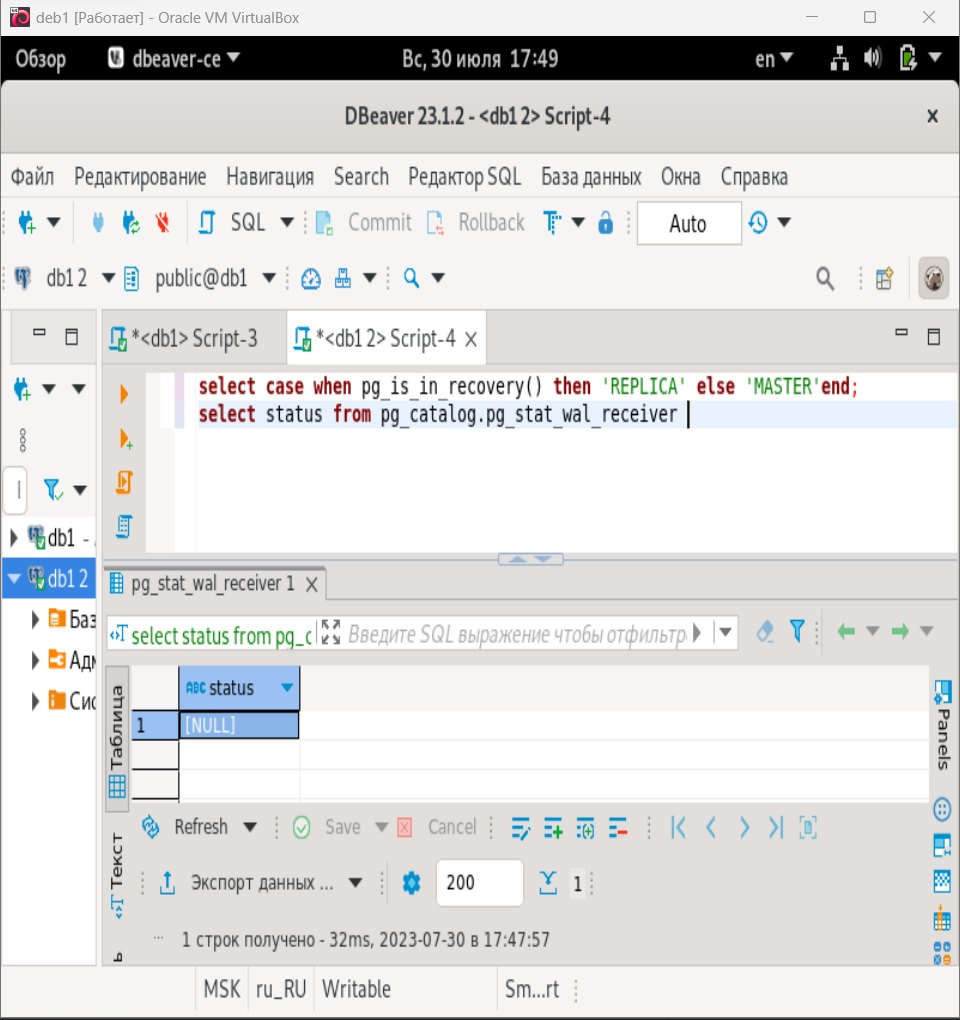 deb1 [Работает] - Oracle VM VirtualBox
Обзор dbeaver-ce Вс, 30 июля 17:49 en
DBeaver 23.1.2 - <db1 2> Script-4
Файл Редактирование Навигация Search Редактор SQL База данных Окна Справка
SQL Commit Rollback Auto
db1 2 public@db1
*<db1> Script-3 *<db1 2> Script-4
select case when pg_is_in_recovery() then 'REPLICA' else 'MASTER'end;
select status from pg_catalog.pg_stat_wal_receiver
db1 -
db1 2
Баз
Адм
Сис
pg_stat_wal_receiver 1
select status from pg_c Введите SQL выражение чтобы отфильтр
Таблица
ABC status
1 [NULL]
Panels
Текст
Refresh Save Cancel
Экспорт данных ... 200 1
... 1 строк получено - 32ms, 2023-07-30 в 17:47:57
MSK ru_RU Writable Sm...rt